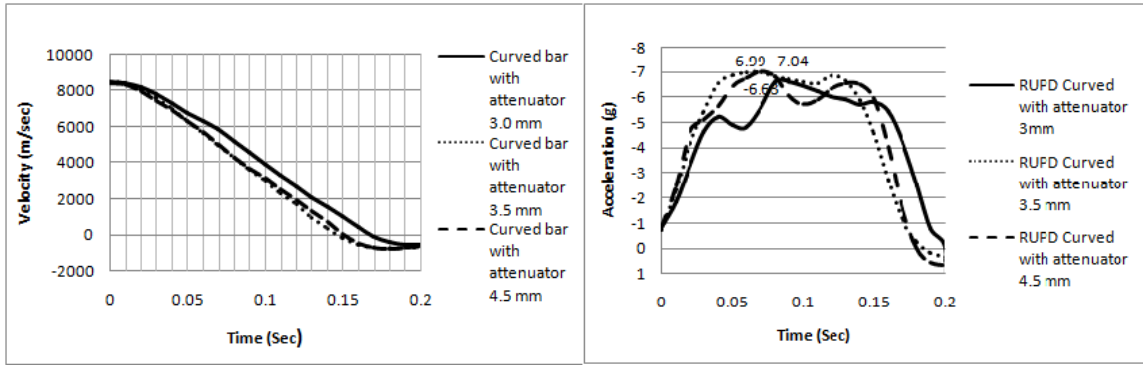 10000
8000
6000
4000
2000
0
-2000
Velocity (m/sec)
0
0.05
0.1
0.15
0.2
Time (Sec)
Curved bar
with
attenuator
3.0 mm
Curved bar
with
attenuator
3.5 mm
Curved bar
with
attenuator
4.5 mm
-8
-7
-6
-5
-4
-3
-2
-1
0
1
Acceleration (g)
6.99
7.04
0
0.05
0.1
0.15
0.2
Time (Sec)
RUFD Curved
with attenuator
3mm
RUFD Curved
with attenuator
3.5 mm
RUFD Curved
with attenuator
4.5 mm